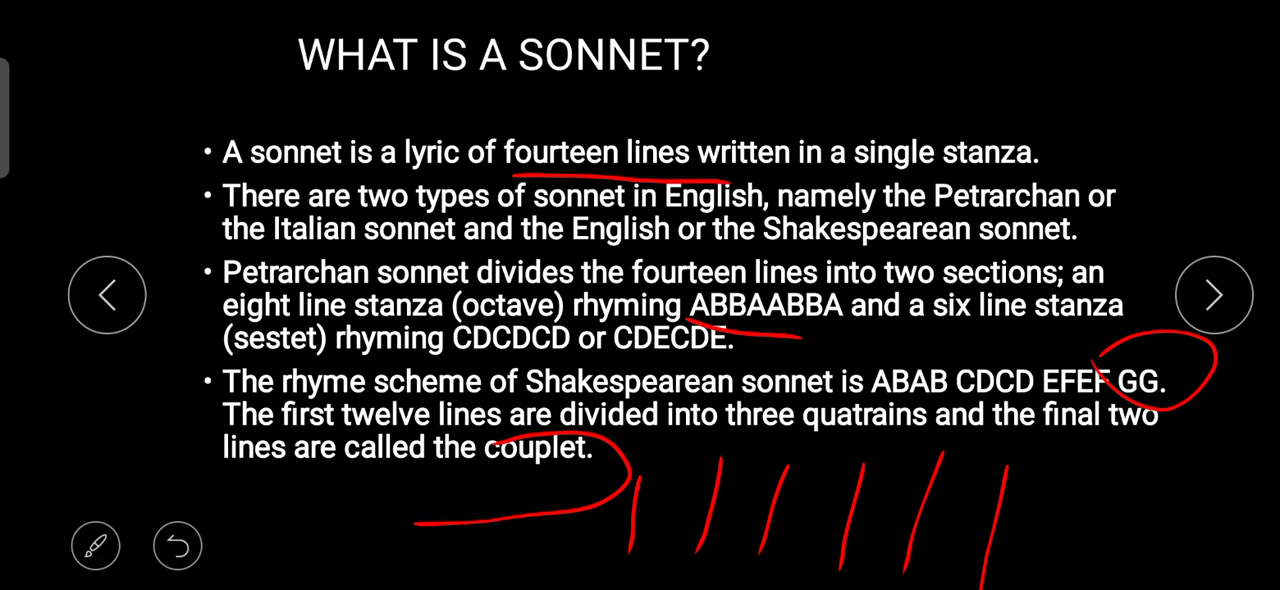 WHAT IS A SONNET?
• A sonnet is a lyric of fourteen lines written in a single stanza.
• There are two types of sonnet in English, namely the Petrarchan or
the Italian sonnet and the English or the Shakespearean sonnet.
• Petrarchan sonnet divides the fourteen lines into two sections; an
eight line stanza (octave) rhyming ABBAABBA and a six line stanza
(sestet) rhyming CDCDCD or CDECDE.
• The rhyme scheme of Shakespearean sonnet is ABAB CDCD EFEF GG.
The first twelve lines are divided into three quatrains and the final two
lines are called the couplet.